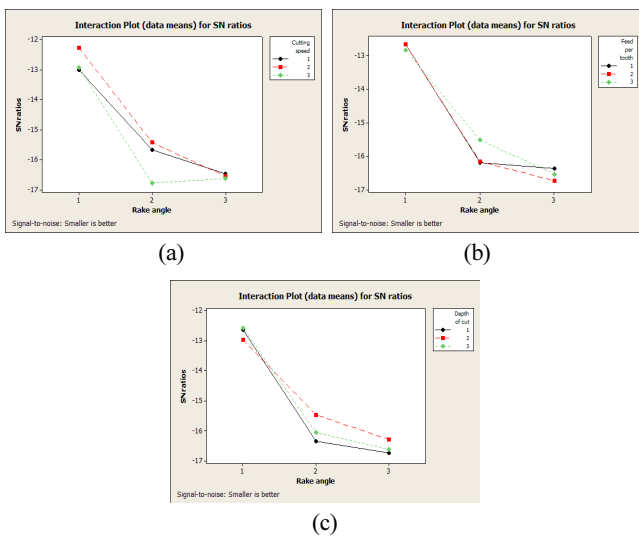 Interaction Plot (data means) for SN ratios
-12
-13
-14
-15
-16
-17
SN ratios
1
2
3
Rake angle
Cutting
speed
1
2
3
Signal-to-noise: Smaller is better
(a)
Interaction Plot (data means) for SN ratios
-13
-14
-15
-16
-17
SN ratios
1
2
3
Rake angle
Feed
per
tooth
1
2
3
Signal-to-noise: Smaller is better
(b)
Interaction Plot (data means) for SN ratios
-12
-13
-14
-15
-16
-17
SN ratios
1
2
3
Rake angle
Depth
of cut
1
2
3
Signal-to-noise: Smaller is better
(c)